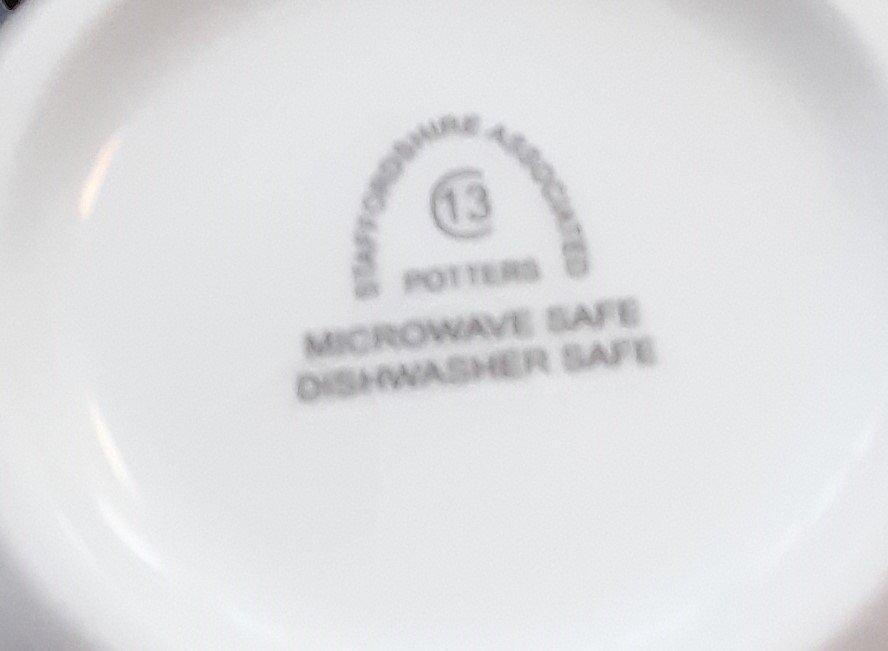 STAFFORDSHIRE ASSOCIATED
13
POTTERS
MICROWAVE SAFE
DISHWASHER SAFE